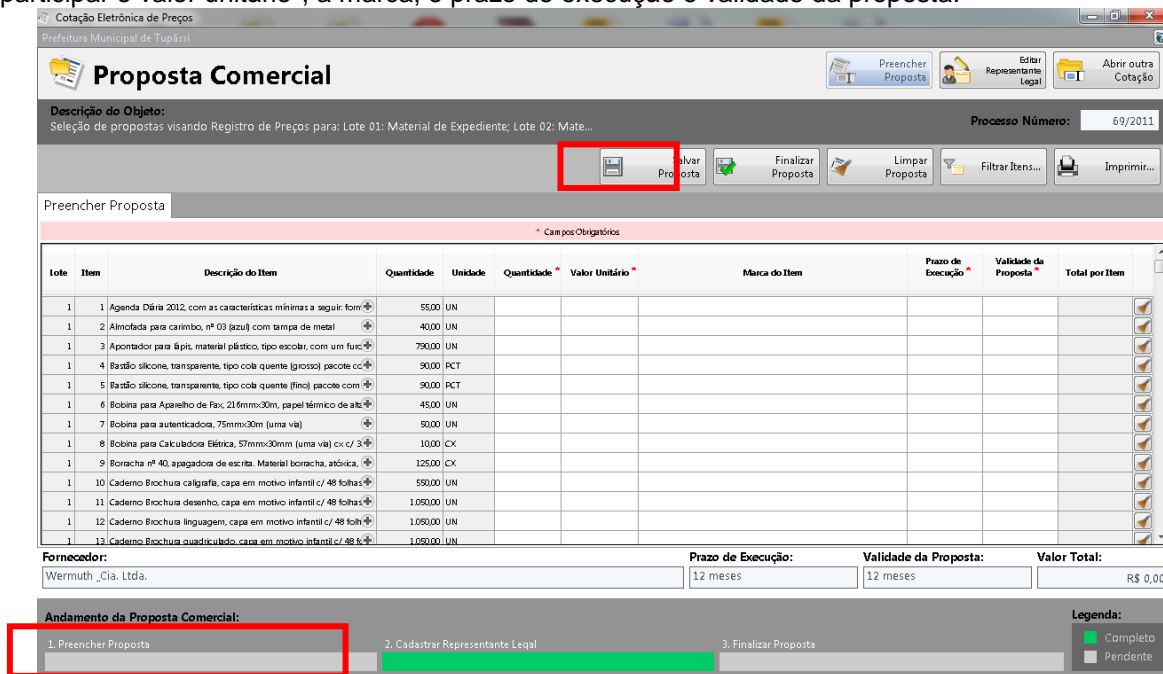 participar o valor unitário , a marca, o prazo de execução e validade da proposta.
Cotação Eletrônica de Preços
Prefeitura Municipal de Tupãssi
Proposta Comercial
Preencher Proposta
Editar Representante Legal
Abrir outra Cotação
Descrição do Objeto:
Seleção de propostas visando Registro de Preços para: Lote 01: Material de Expediente; Lote 02: Mate...
Processo Número: 69/2011
Salvar Proposta
Finalizar Proposta
Limpar Proposta
Filtrar Itens...
Imprimir...
Preencher Proposta
* Campos Obrigatórios
Lote Item Descrição do Item Quantidade Unidade Quantidade * Valor Unitário * Marca do Item Prazo de Execução * Validade da Proposta * Total por Item
1 1 Agenda Diária 2012, com as características mínimas a seguir: form 55,00 UN
1 2 Almofada para carimbo, nº 03 (azul) com tampa de metal 40,00 UN
1 3 Apontador para lápis, material plástico, tipo escolar, com um furo 790,00 UN
1 4 Bastão silicone, transparente, tipo cola quente (grosso) pacote co 90,00 PCT
1 5 Bastão silicone, transparente, tipo cola quente (fino) pacote com 90,00 PCT
1 6 Bobina para Aparelho de Fax, 216mmx30m, papel térmico de alta 45,00 UN
1 7 Bobina para autenticadora, 75mmx30m (uma via) 50,00 UN
1 8 Bobina para Calculadora Elétrica, 57mmx30mm (uma via) cx c/ 3 10,00 CX
1 9 Borracha nº 40, apagadora de escrita. Material borracha, atóxica, 125,00 CX
1 10 Caderno Brochura caligrafia, capa em motivo infantil c/ 48 folhas 550,00 UN
1 11 Caderno Brochura desenho, capa em motivo infantil c/ 48 folhas 1.050,00 UN
1 12 Caderno Brochura linguagem, capa em motivo infantil c/ 48 folh 1.050,00 UN
1 13 Caderno Brochura quadriculado, capa em motivo infantil c/ 48 fo 1.050,00 UN
Fornecedor: Prazo de Execução: Validade da Proposta: Valor Total:
Wermuth _Cia. Ltda. 12 meses 12 meses R$ 0,00
Andamento da Proposta Comercial: Legenda:
1. Preencher Proposta 2. Cadastrar Representante Legal 3. Finalizar Proposta Completo
Pendente